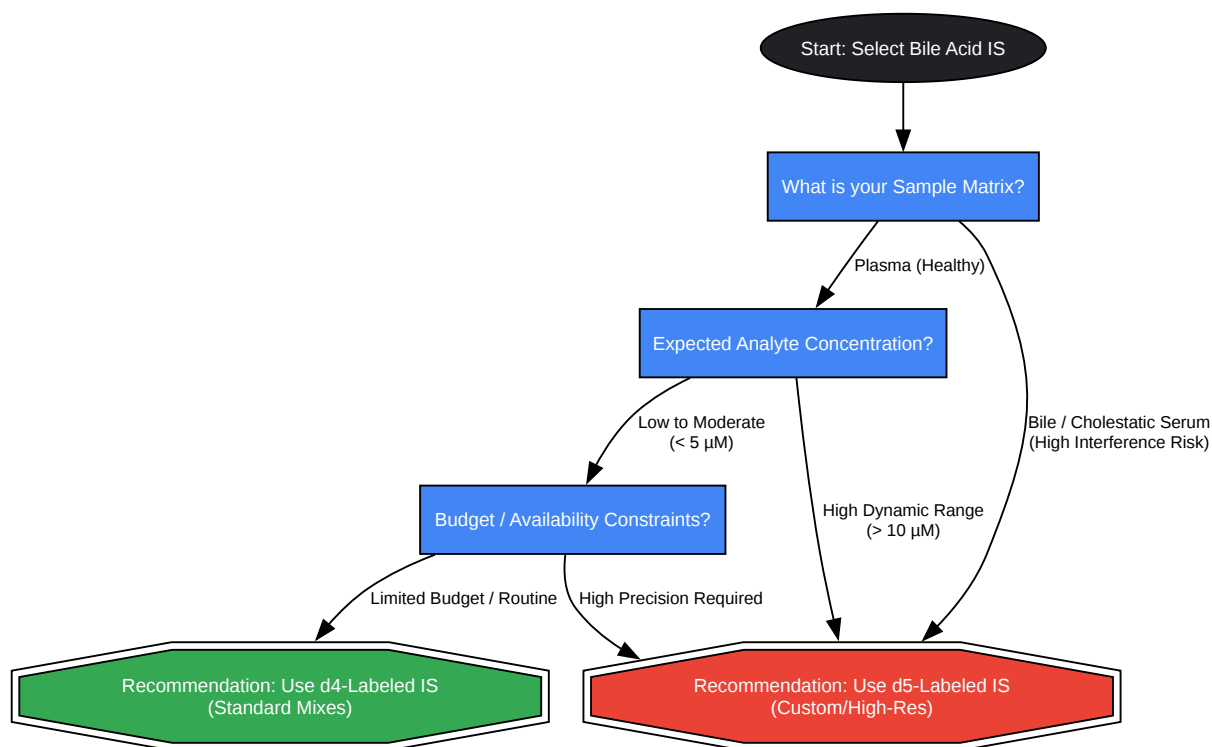 Start: Select Bile Acid IS
What is your Sample Matrix?
Plasma (Healthy)
Expected Analyte Concentration?
Low to Moderate
(< 5 µM)
Bile / Cholestatic Serum
(High Interference Risk)
Budget / Availability Constraints?
High Dynamic Range
(> 10 µM)
Limited Budget / Routine
High Precision Required
Recommendation: Use d4-Labeled IS
(Standard Mixes)
Recommendation: Use d5-Labeled IS
(Custom/High-Res)